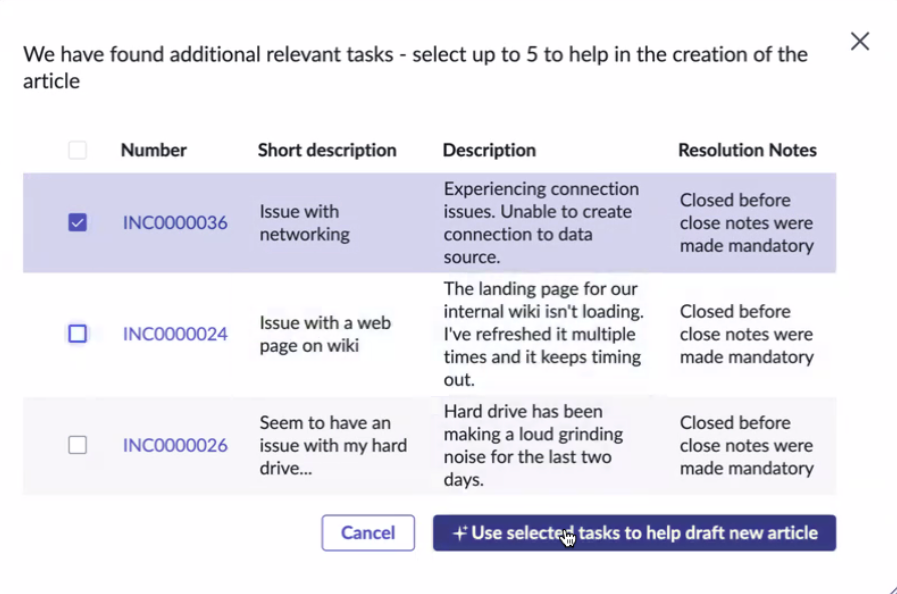 We have found additional relevant tasks - select up to 5 to help in the creation of the
article
Number Short description Description Resolution Notes
INC0000036
Issue with
networking
Experiencing connection
issues. Unable to create
connection to data
source.
Closed before
close notes were
made mandatory
INC0000024
Issue with a web
page on wiki
The landing page for our
internal wiki isn't loading.
I've refreshed it multiple
times and it keeps timing
out.
Closed before
close notes were
made mandatory
INC0000026
Seem to have an
issue with my hard
drive...
Hard drive has been
making a loud grinding
noise for the last two
days.
Closed before
close notes were
made mandatory
Cancel
Use selected tasks to help draft new article